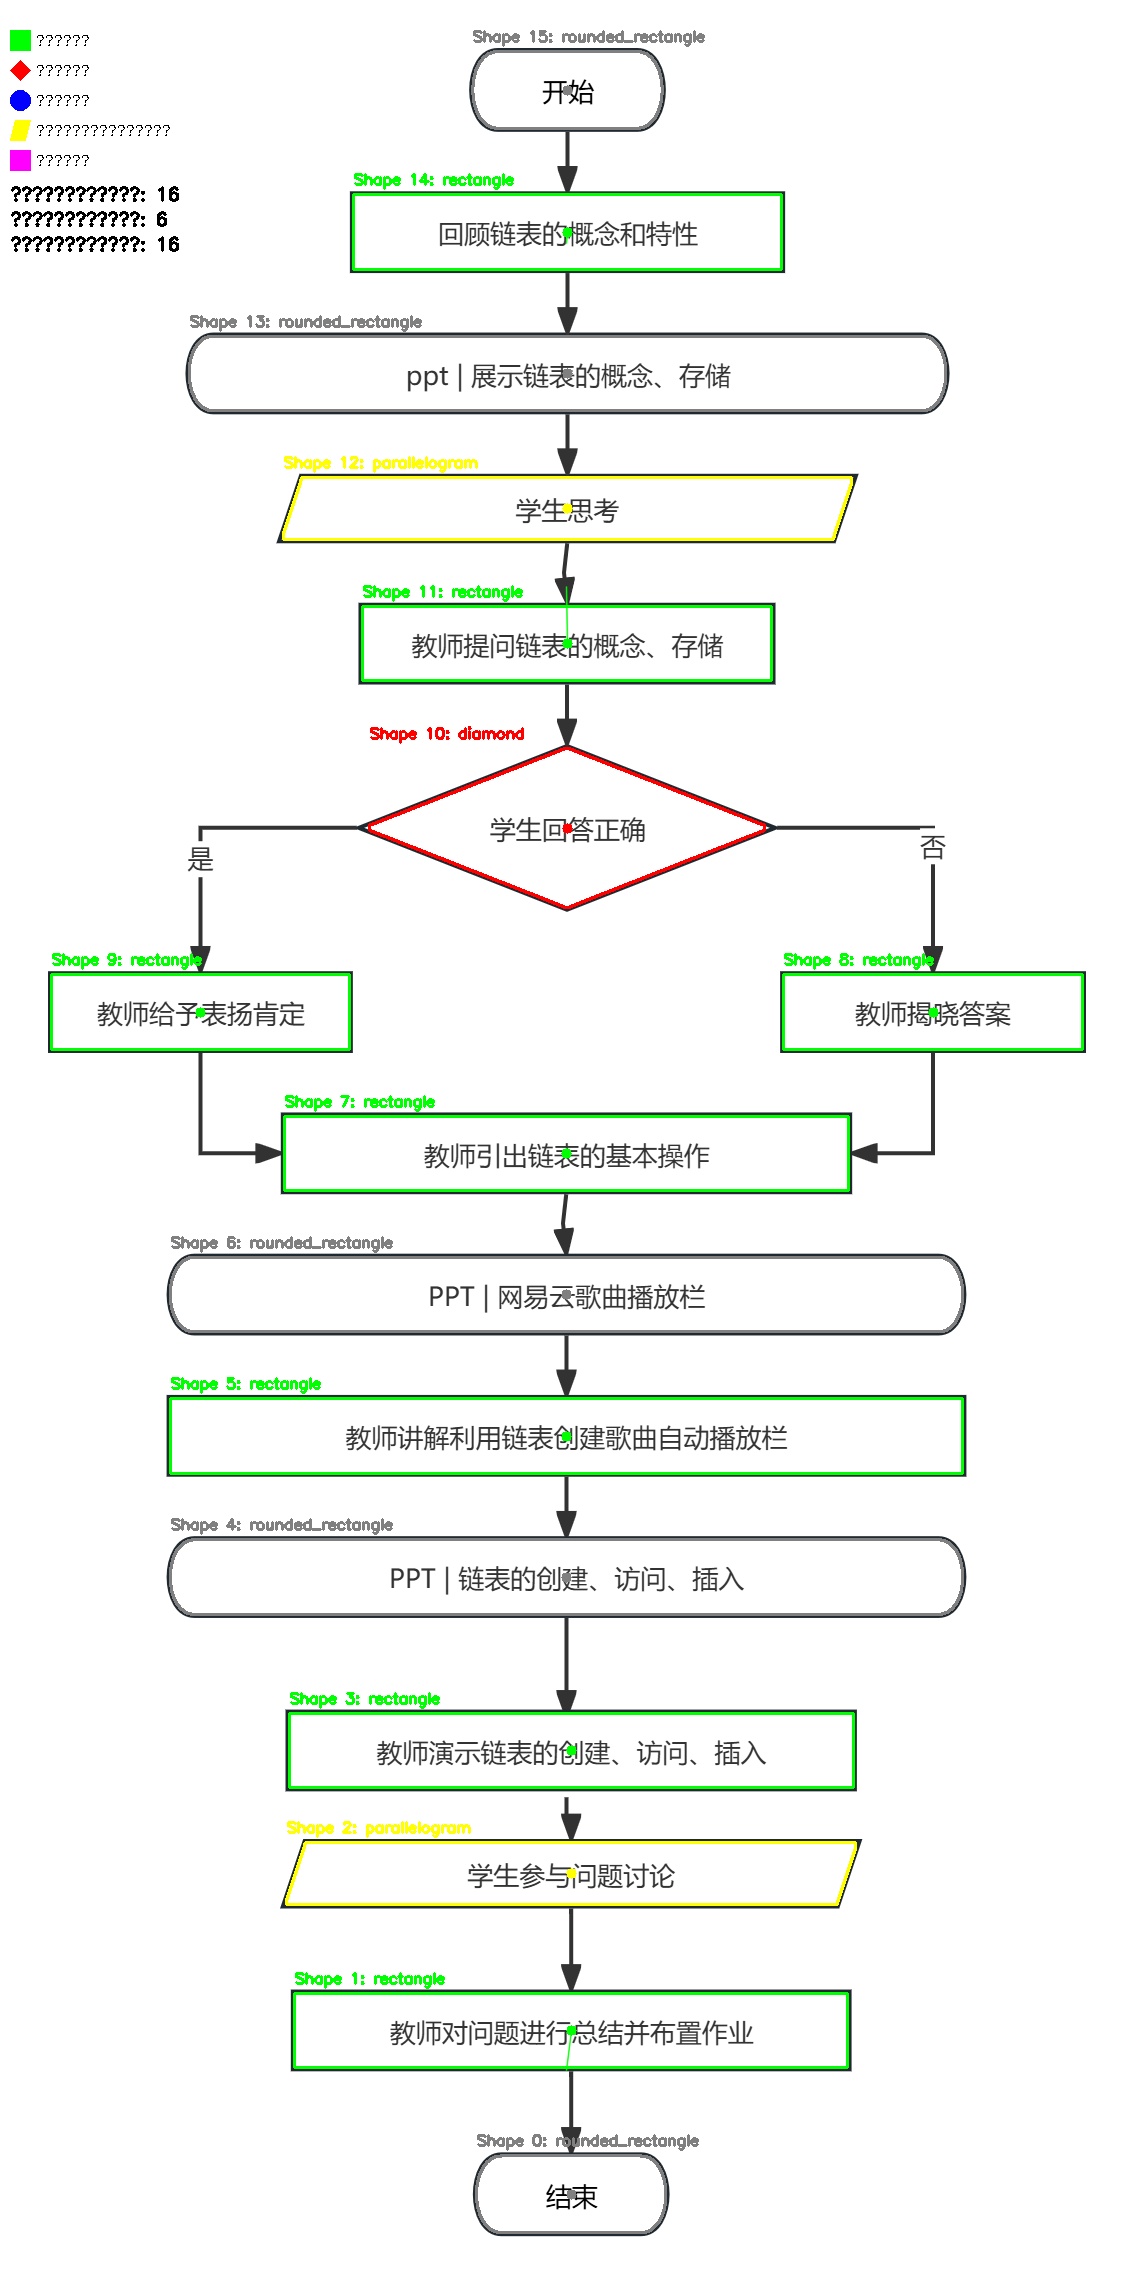 ??????
??????
??????
???????????????
??????
????????????: 16
????????????: 6
????????????: 16
Shape 15: rounded_rectangle
开始
Shape 14: rectangle
回顾链表的概念和特性
Shape 13: rounded_rectangle
ppt | 展示链表的概念、存储
Shape 12: parallelogram
学生思考
Shape 11: rectangle
教师提问链表的概念、存储
Shape 10: diamond
学生回答正确
是
否
Shape 9: rectangle
教师给予表扬肯定
Shape 8: rectangle
教师揭晓答案
Shape 7: rectangle
教师引出链表的基本操作
Shape 6: rounded_rectangle
PPT | 网易云歌曲播放栏
Shape 5: rectangle
教师讲解利用链表创建歌曲自动播放栏
Shape 4: rounded_rectangle
PPT | 链表的创建、访问、插入
Shape 3: rectangle
教师演示链表的创建、访问、插入
Shape 2: parallelogram
学生参与问题讨论
Shape 1: rectangle
教师对问题进行总结并布置作业
Shape 0: rounded_rectangle
结束